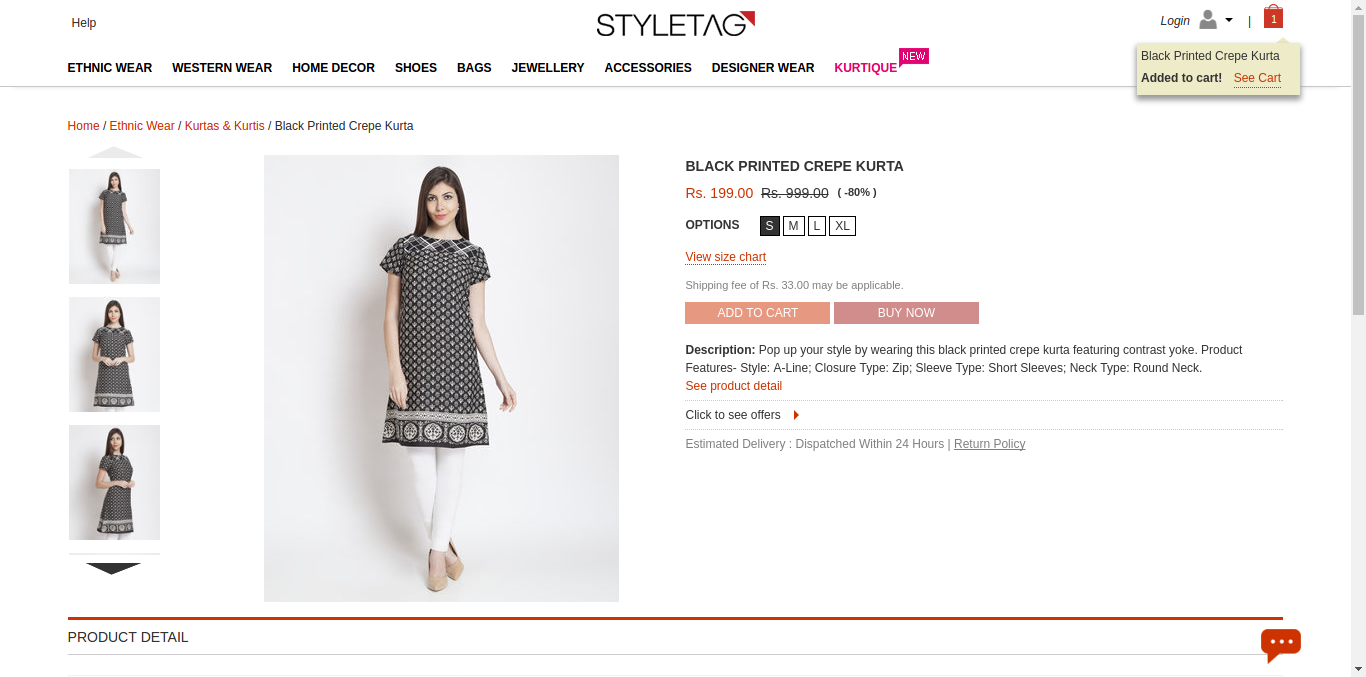 Help
STYLETAG
Login
|
1
ETHNIC WEAR WESTERN WEAR HOME DECOR SHOES BAGS JEWELLERY ACCESSORIES DESIGNER WEAR KURTIQUE NEW
Black Printed Crepe Kurta
Added to cart! See Cart
Home / Ethnic Wear / Kurtas & Kurtis / Black Printed Crepe Kurta
BLACK PRINTED CREPE KURTA
Rs. 199.00 Rs. 999.00 ( -80% )
OPTIONS S M L XL
View size chart
Shipping fee of Rs. 33.00 may be applicable.
ADD TO CART BUY NOW
Description: Pop up your style by wearing this black printed crepe kurta featuring contrast yoke. Product
Features- Style: A-Line; Closure Type: Zip; Sleeve Type: Short Sleeves; Neck Type: Round Neck.
See product detail
Click to see offers
Estimated Delivery : Dispatched Within 24 Hours | Return Policy
PRODUCT DETAIL